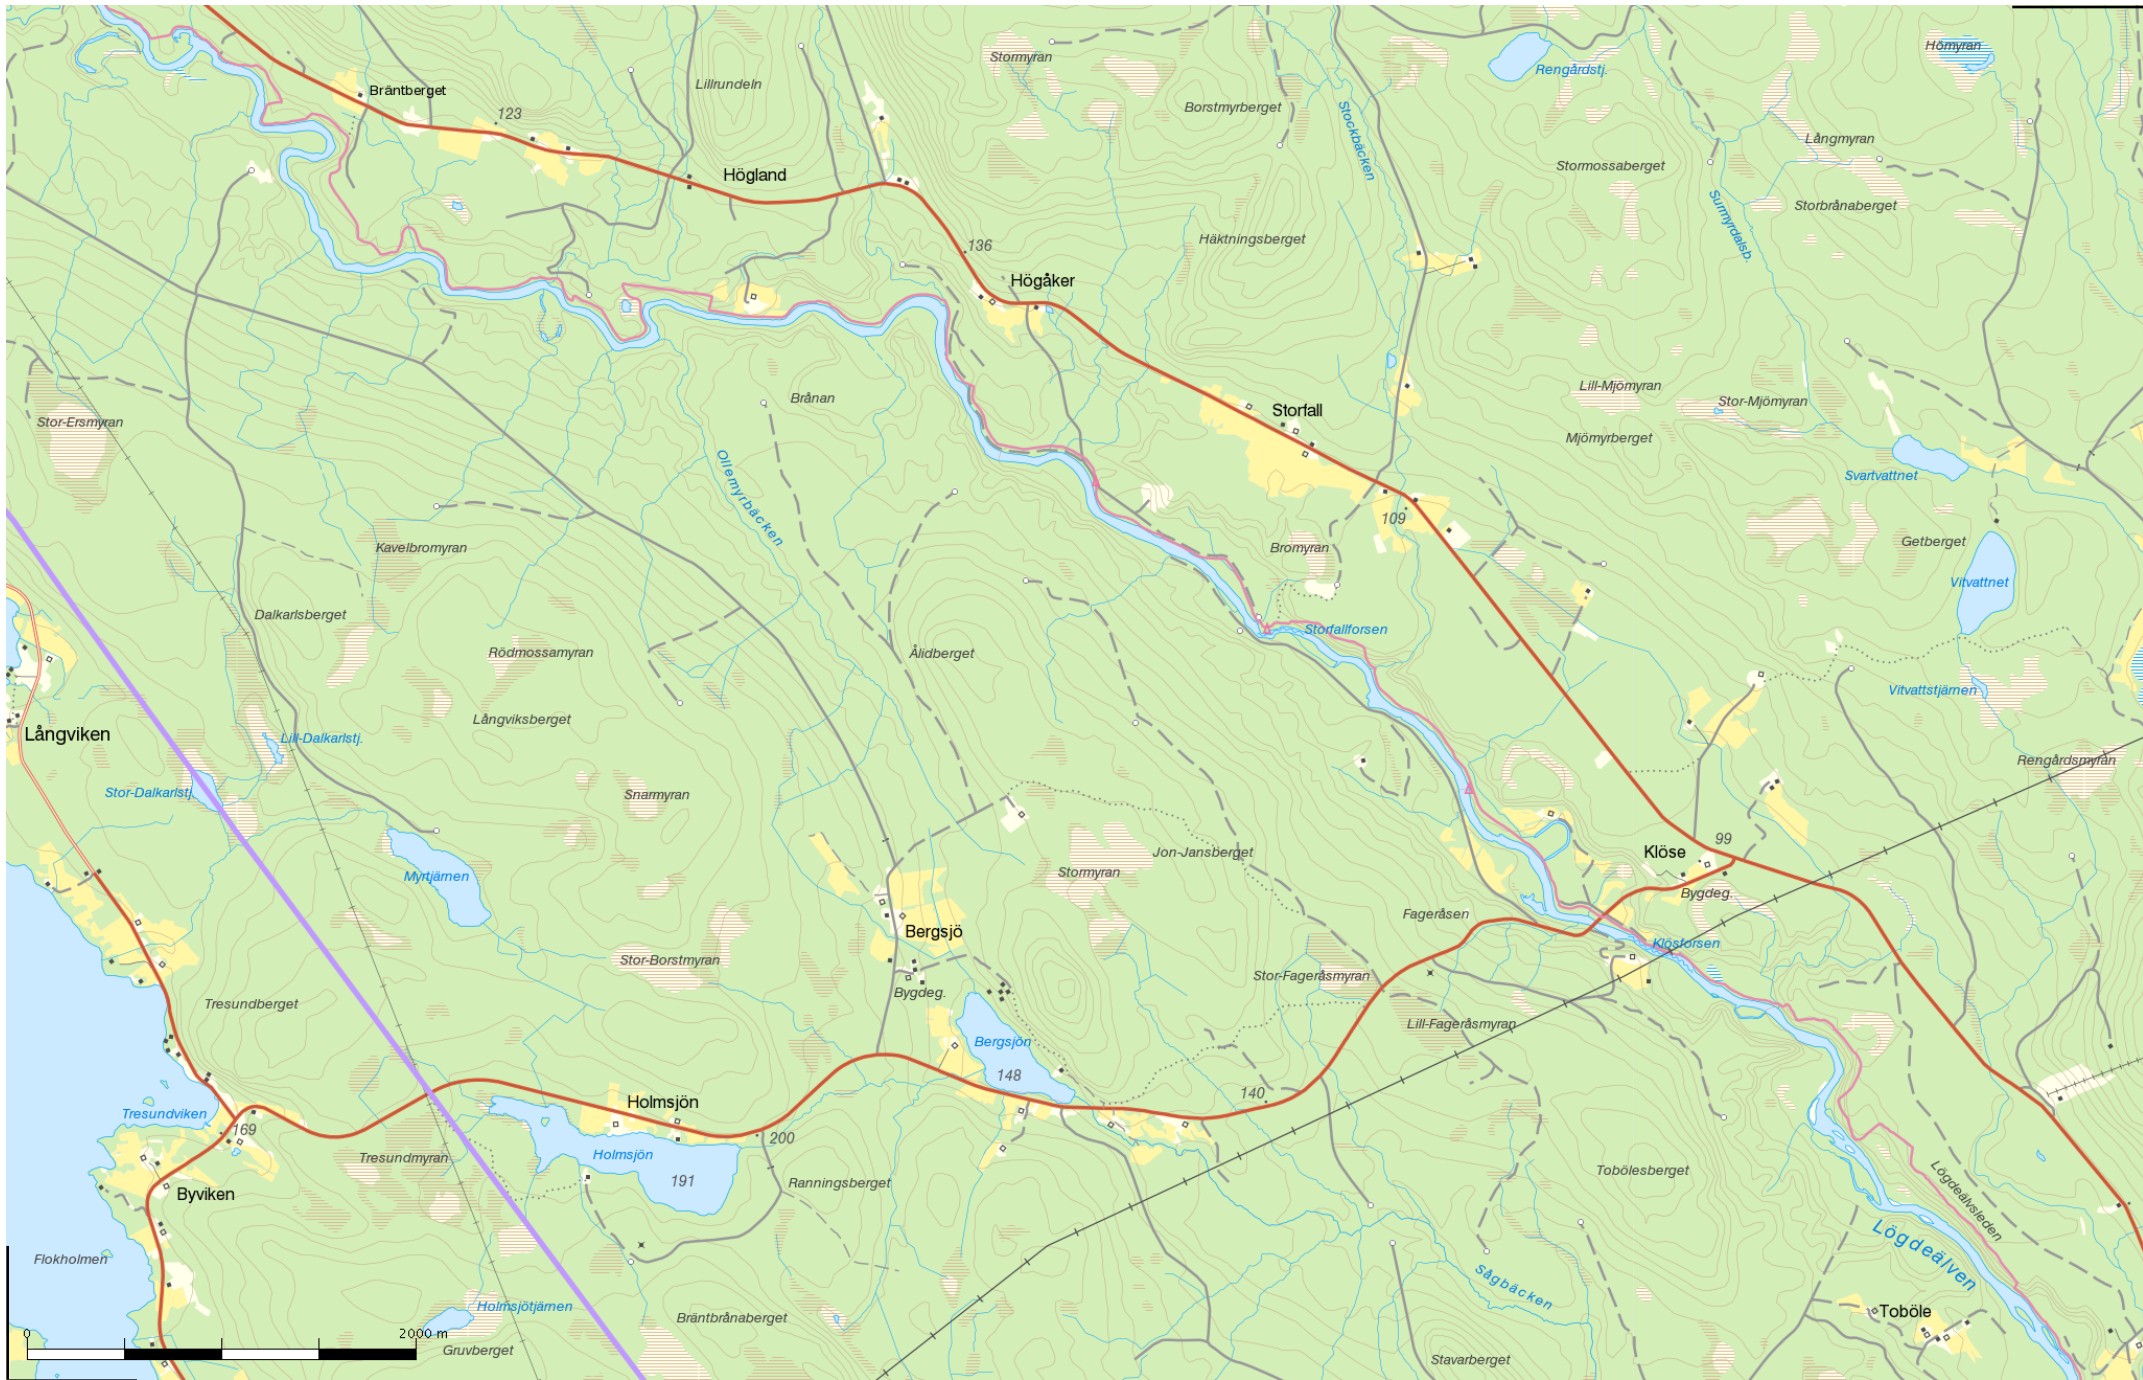 Hömyran
Stormyran
Rengårdstj.
Lillrundeln
Bräntberget
Borstmyrberget
123
Stockbäcken
Långmyran
Stormossaberget
Högland
Storbrånaberget
Surmyrdalsb.
Häktningsberget
136
Högåker
Lill-Mjömyran
Brånan
Stor-Mjömyran
Storfall
Stor-Ersmyran
Mjömyrberget
Svartvattnet
Ollemyrbäcken
109
Getberget
Kavelbromyran
Bromyran
Vitvattnet
Dalkarlsberget
Storfallforsen
Rödmossamyran
Ålidberget
Vitvattstjärnen
Långviksberget
Långviken
Lill-Dalkarlstj.
Rengårdsmyran
Stor-Dalkarlstj.
Snarmyran
99
Klöse
Jon-Jansberget
Myrtjärnen
Stormyran
Bygdeg.
Fageråsen
Bergsjö
Klösforsen
Stor-Borstmyran
Stor-Fageråsmyran
Bygdeg.
Tresundberget
Lill-Fageråsmyran
Bergsjön
148
140
Holmsjön
Tresundviken
169
200
Holmsjön
Tresundmyran
Tobölesberget
191
Ranningsberget
Byviken
Lögdeälvsleden
Lögdeälven
Flokholmen
Sågbäcken
Holmsjötjärnen
Toböle
Bräntbrånaberget
0 2000 m
Gruvberget
Stavarberget